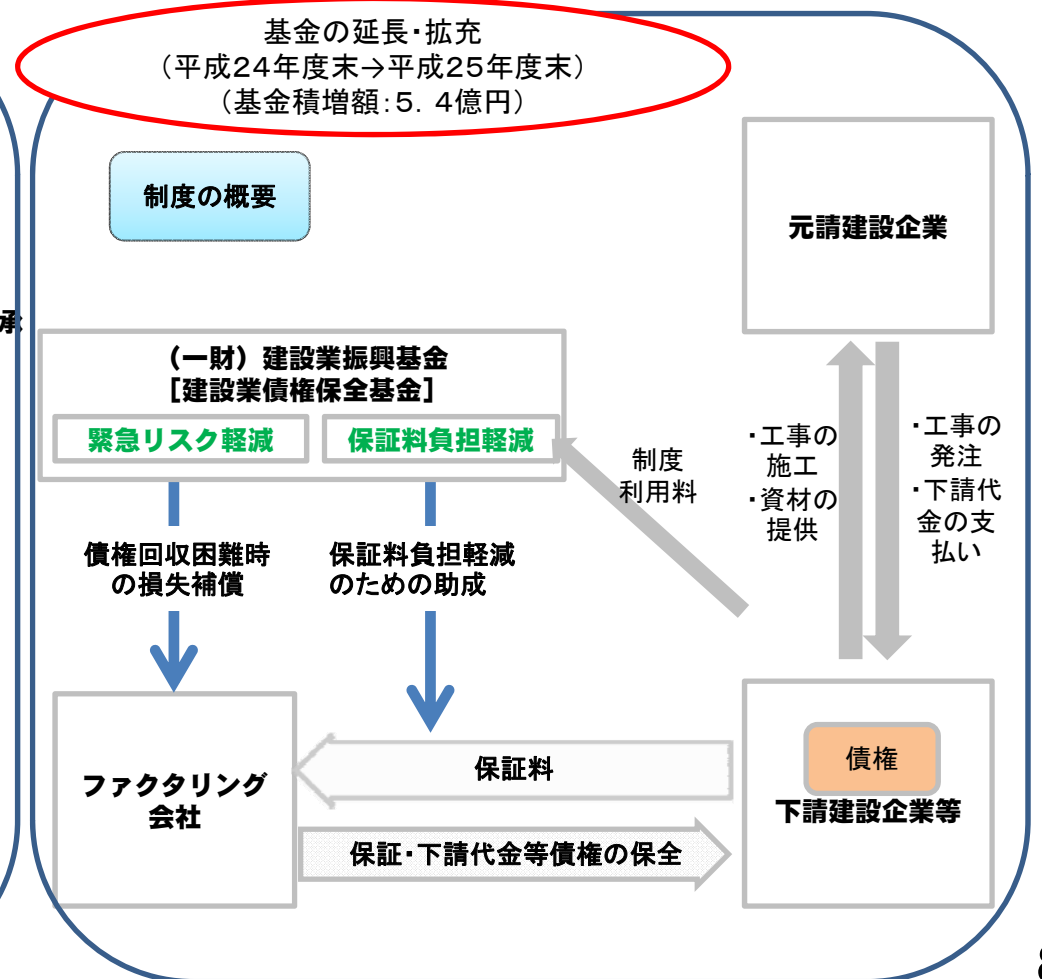 基金の延長・拡充
（平成２４年度末→平成２５年度末）
（基金積増額：５．４億円）
制度の概要
元請建設企業
承
（一財）建設業振興基金
［建設業債権保全基金］
緊急リスク軽減
保証料負担軽減
制度
利用料
・工事の
施工
・資材の
提供
・工事の
発注
・下請代
金の支
払い
債権回収困難時
の損失補償
保証料負担軽減
のための助成
ファクタリング
会社
保証料
保証・下請代金等債権の保全
債権
下請建設企業等